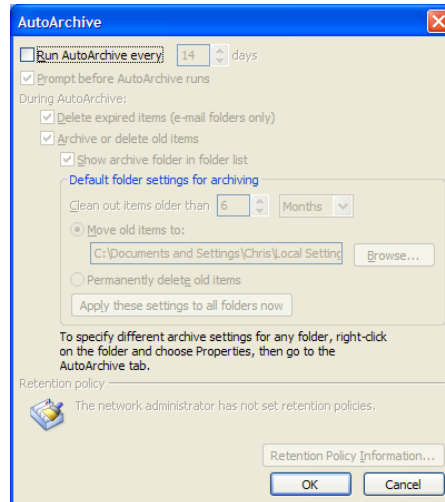 AutoArchive
Run AutoArchive every 14 days
Prompt before AutoArchive runs
During AutoArchive:
Delete expired items (e-mail folders only)
Archive or delete old items
Show archive folder in folder list
Default folder settings for archiving
Clean out items older than 6 Months
Move old items to:
C:\Documents and Settings\Chris\Local Setting Browse...
Permanently delete old items
Apply these settings to all folders now
To specify different archive settings for any folder, right-click
on the folder and choose Properties, then go to the
AutoArchive tab.
Retention policy
The network administrator has not set retention policies.
Retention Policy Information...
OK Cancel